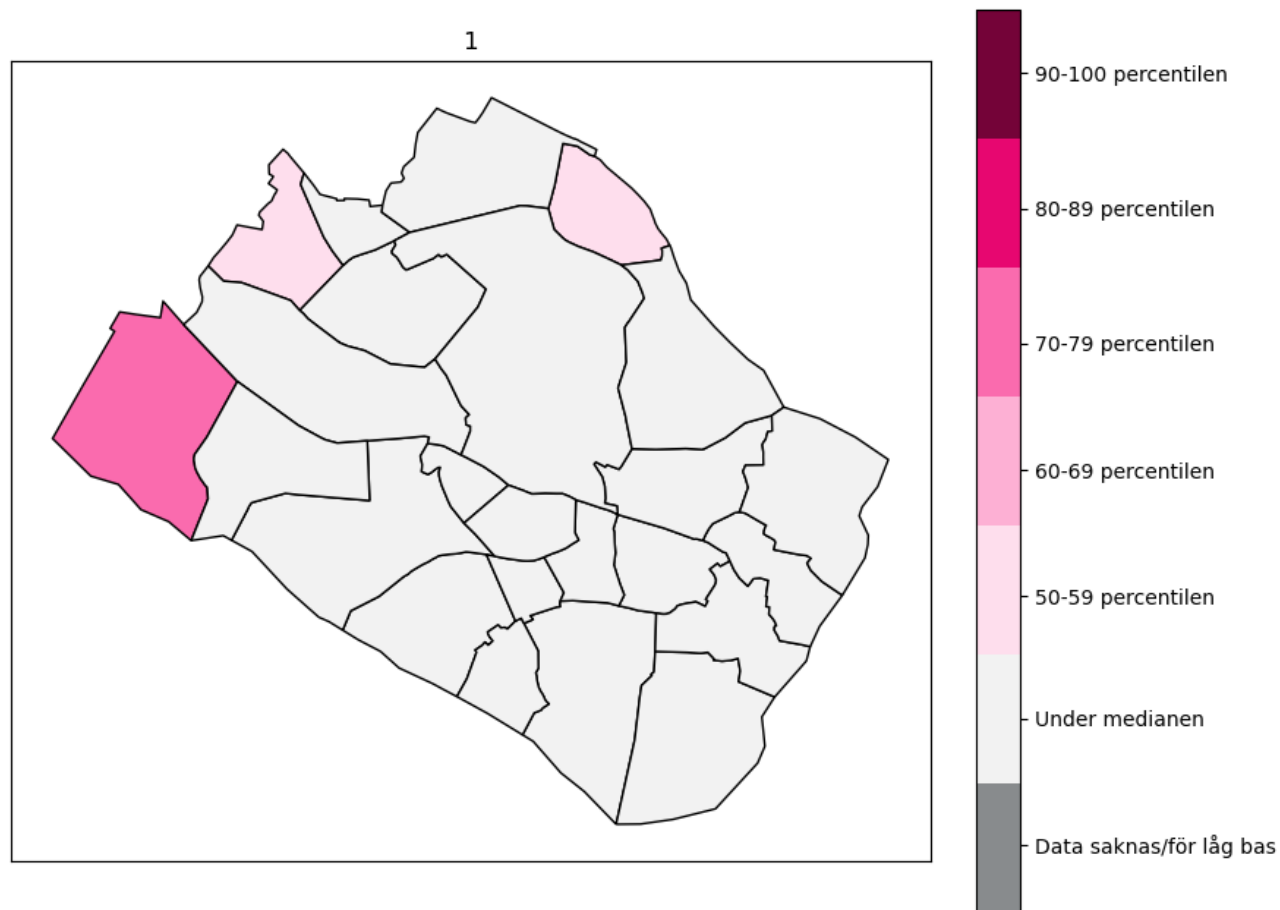 1
90-100 percentilen
80-89 percentilen
70-79 percentilen
60-69 percentilen
50-59 percentilen
Under medianen
Data saknas/för låg bas